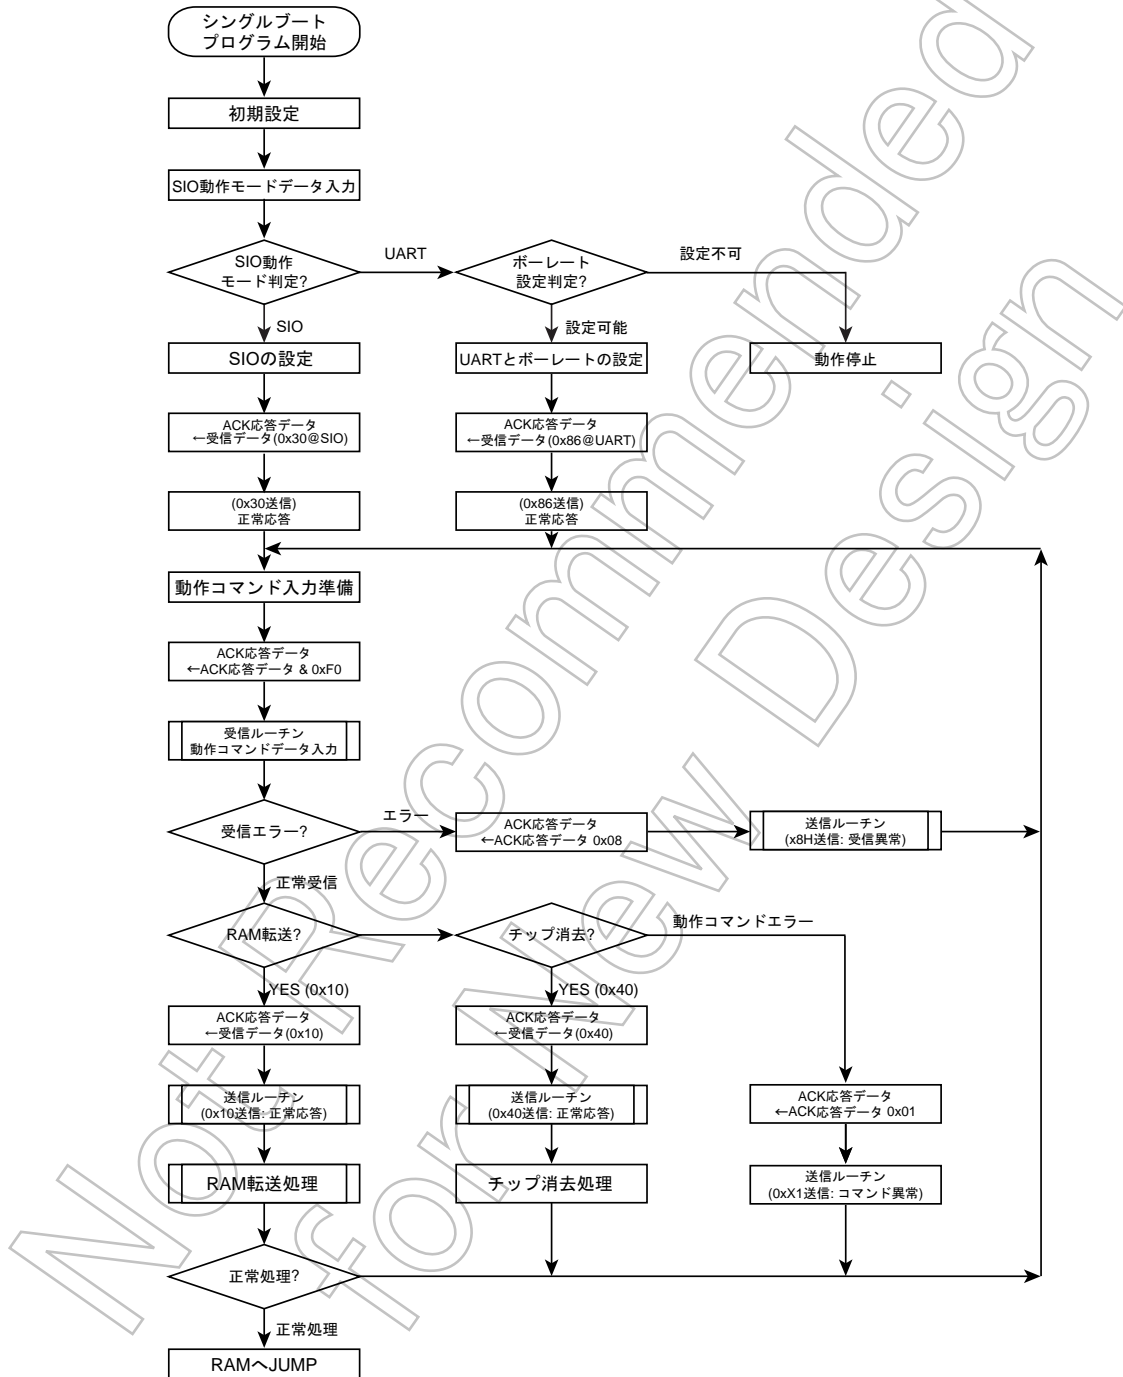 シングルブート
プログラム開始
初期設定
SIO動作モードデータ入力
SIO動作
モード判定?
UART
ボーレート
設定判定?
設定不可
SIO
設定可能
SIOの設定
UARTとボーレートの設定
動作停止
ACK応答データ
←受信データ(0x30@SIO)
ACK応答データ
←受信データ(0x86@UART)
(0x30送信)
正常応答
(0x86送信)
正常応答
動作コマンド入力準備
ACK応答データ
←ACK応答データ & 0xF0
受信ルーチン
動作コマンドデータ入力
受信エラー?
エラー
ACK応答データ
←ACK応答データ 0x08
送信ルーチン
(x8H送信: 受信異常)
正常受信
RAM転送?
チップ消去?
動作コマンドエラー
YES (0x10)
YES (0x40)
ACK応答データ
←受信データ(0x10)
ACK応答データ
←受信データ(0x40)
送信ルーチン
(0x10送信: 正常応答)
送信ルーチン
(0x40送信: 正常応答)
ACK応答データ
←ACK応答データ 0x01
RAM転送処理
チップ消去処理
送信ルーチン
(0xX1送信: コマンド異常)
正常処理?
正常処理
RAMへJUMP
Not Recommended
for New Design